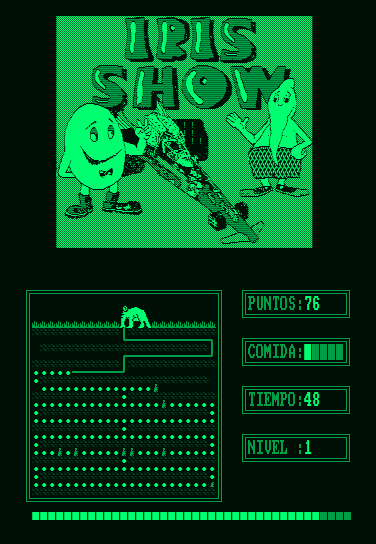 IRIS
SHOW
PUNTOS:76
COMIDA:
TIEMPO:48
NIVEL :1